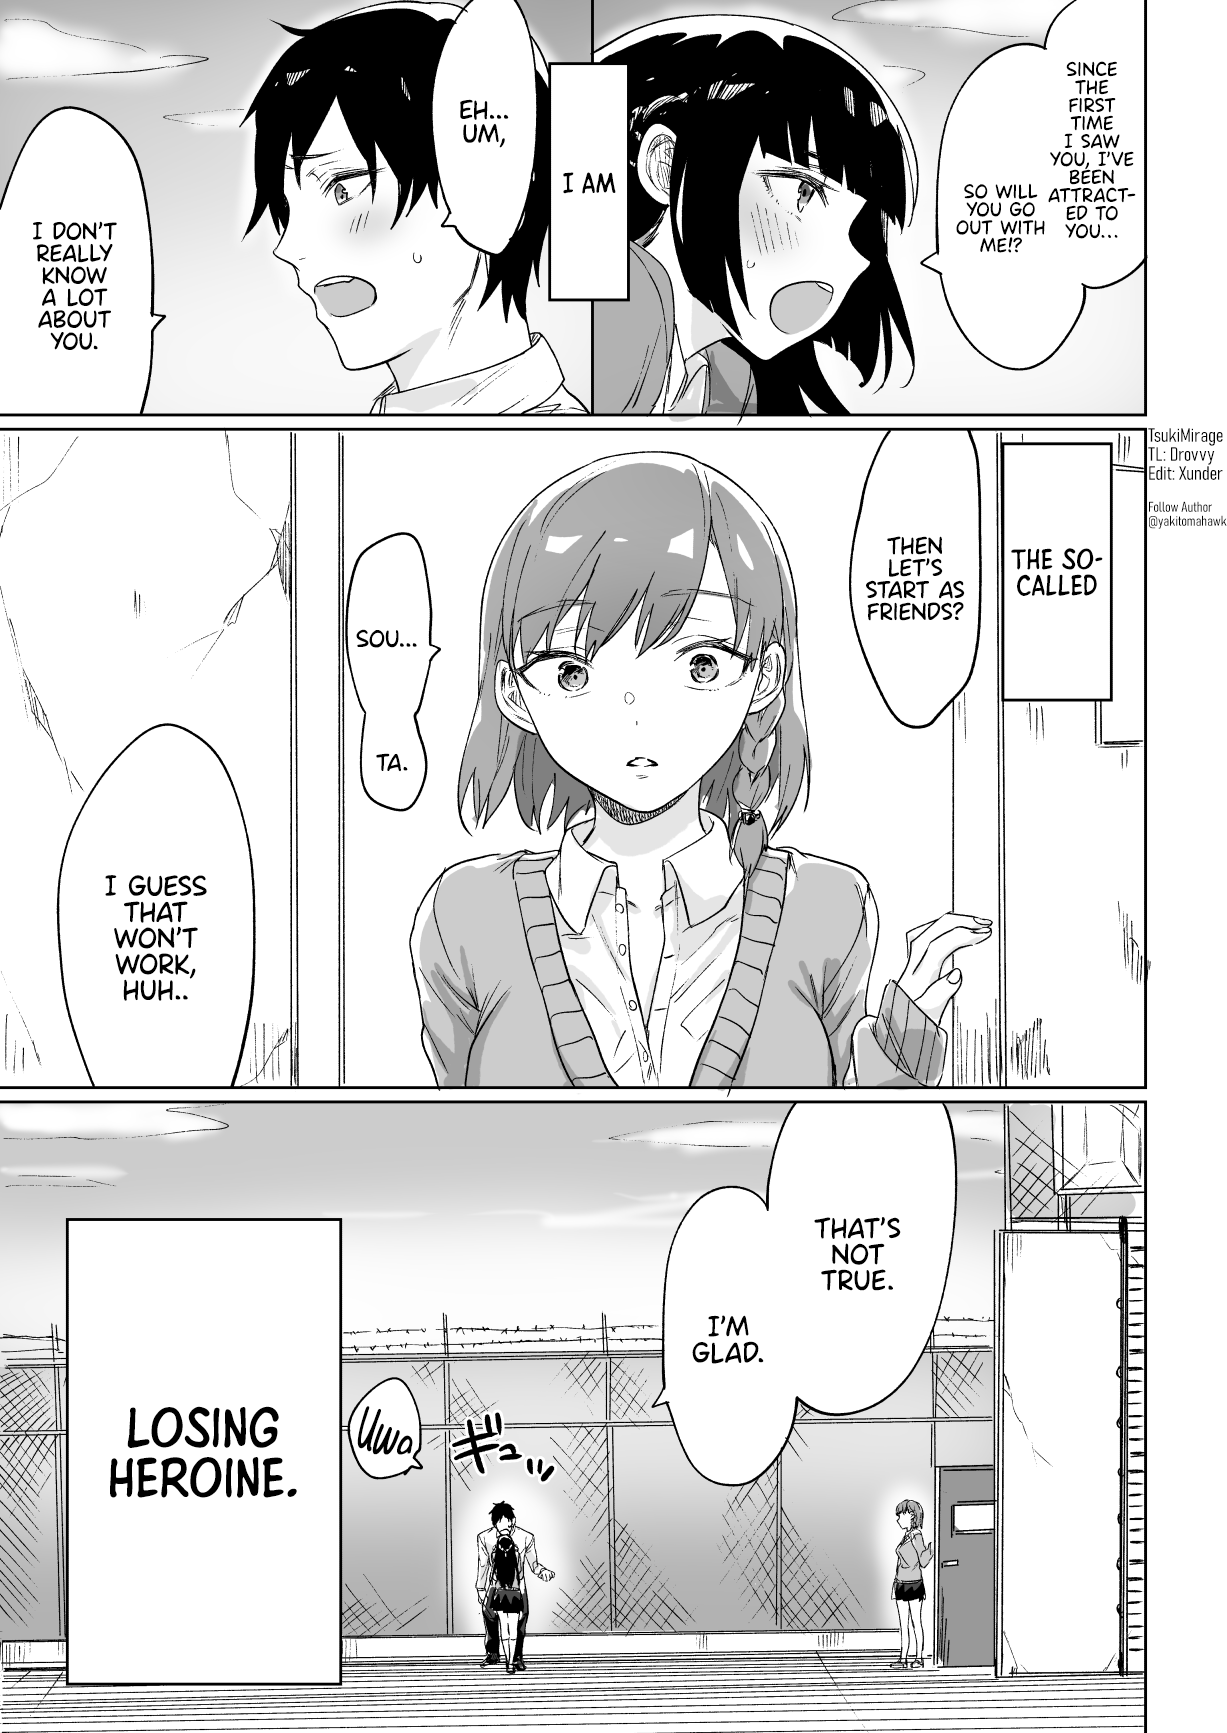 SINCE
THE
FIRST
TIME
I SAW
YOU, I'VE
BEEN
ATTRACT-
ED TO
YOU...
SO WILL
YOU GO
OUT WITH
ME!?
I AM
EH...
UM,
I DON'T
REALLY
KNOW
A LOT
ABOUT
YOU.
TsukiMirage
TL: Drovvy
Edit: Xunder
Follow Author
@yakitomahawk
THE SO-
CALLED
THEN
LET'S
START AS
FRIENDS?
SOU...
TA.
I GUESS
THAT
WON'T
WORK,
HUH..
THAT'S
NOT
TRUE.
I'M
GLAD.
ギュッ
Uwa
LOSING
HEROINE.